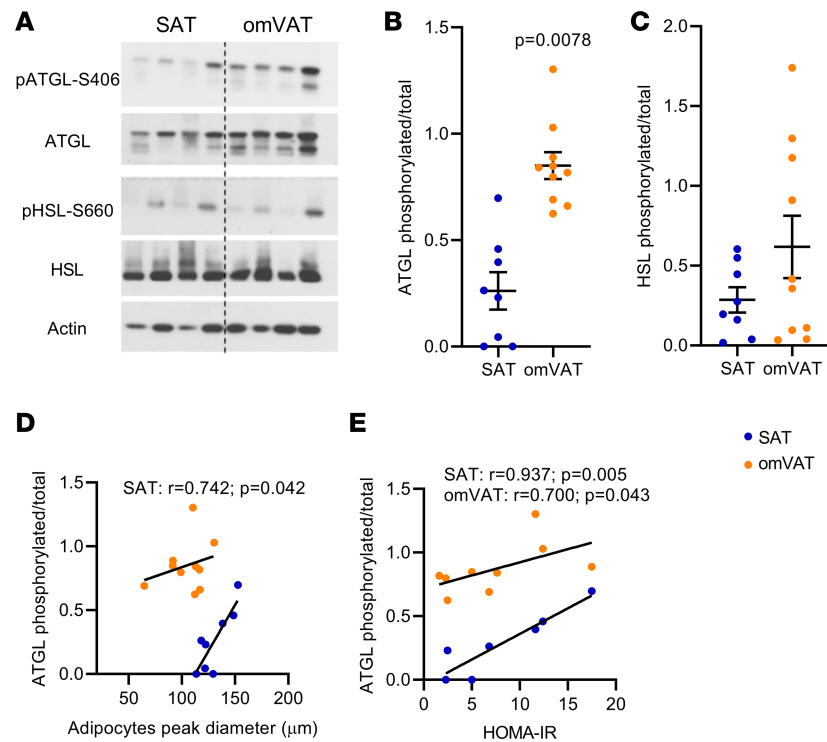 A
SAT omVAT
pATGL-S406
ATGL
pHSL-S660
HSL
Actin
B
ATGL phosphorylated/total
1.5
1.0
0.5
0.0
p=0.0078
SAT omVAT
C
HSL phosphorylated/total
2.0
1.5
1.0
0.5
0.0
SAT omVAT
D
ATGL phosphorylated/total
1.5
1.0
0.5
0.0
SAT: r=0.742; p=0.042
50 100 150 200
Adipocytes peak diameter (μm)
E
ATGL phosphorylated/total
1.5
1.0
0.5
0.0
SAT: r=0.937; p=0.005
omVAT: r=0.700; p=0.043
0 5 10 15 20
HOMA-IR
SAT
omVAT